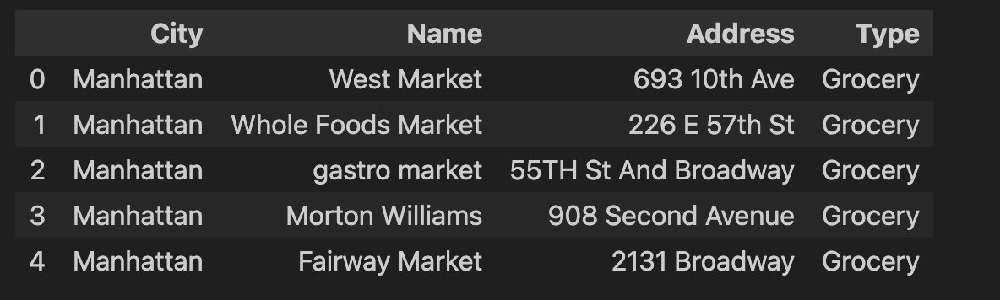 City Name Address Type
0 Manhattan West Market 693 10th Ave Grocery
1 Manhattan Whole Foods Market 226 E 57th St Grocery
2 Manhattan gastro market 55TH St And Broadway Grocery
3 Manhattan Morton Williams 908 Second Avenue Grocery
4 Manhattan Fairway Market 2131 Broadway Grocery